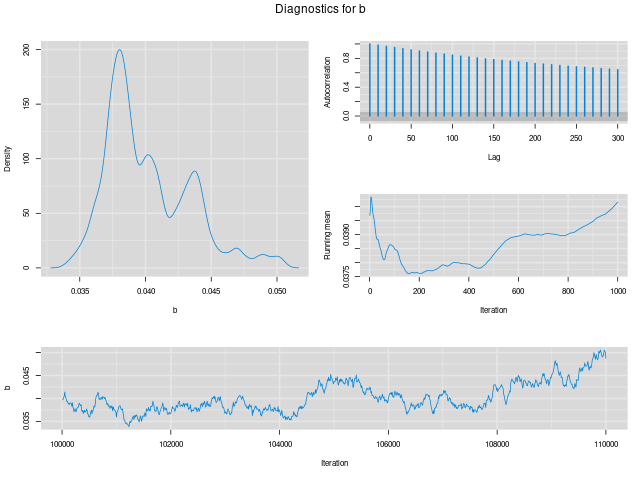 Diagnostics for b
Density
200
150
100
50
0
0.035 0.040 0.045 0.050
b
Autocorrelation
0.8
0.4
0.0
0 50 100 150 200 250 300
Lag
Running mean
0.0390
0.0375
0 200 400 600 800 1000
Iteration
b
0.045
0.035
100000 102000 104000 106000 108000 110000
Iteration